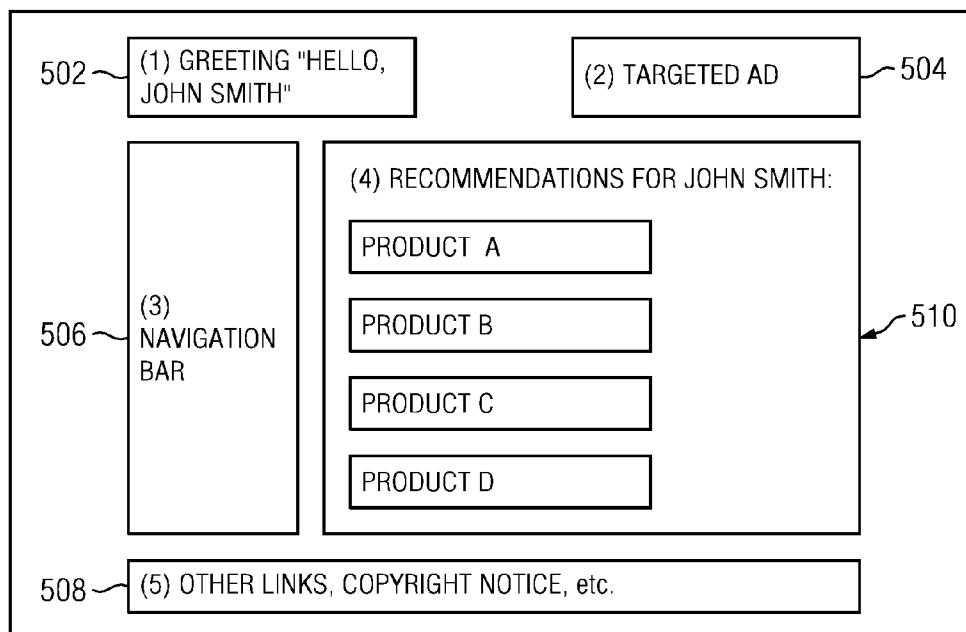 502
(1) GREETING "HELLO,
JOHN SMITH"
(2) TARGETED AD
504
506
(3)
NAVIGATION
BAR
(4) RECOMMENDATIONS FOR JOHN SMITH:
PRODUCT A
PRODUCT B
PRODUCT C
PRODUCT D
510
508
(5) OTHER LINKS, COPYRIGHT NOTICE, etc.